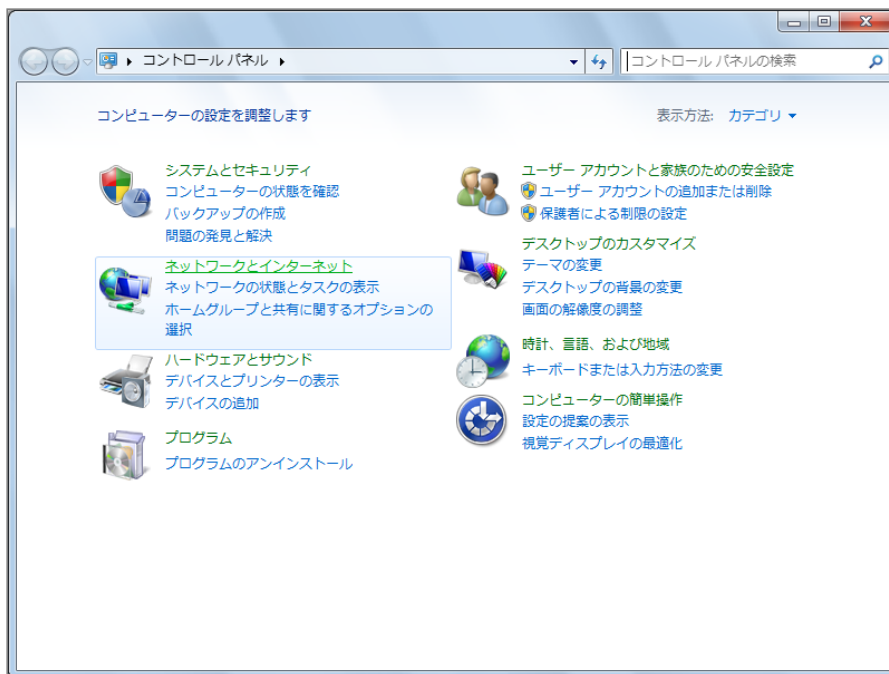 コントロール パネル
コントロール パネルの検索
コンピューターの設定を調整します
表示方法: カテゴリ
システムとセキュリティ
コンピューターの状態を確認
バックアップの作成
問題の発見と解決
ネットワークとインターネット
ネットワークの状態とタスクの表示
ホームグループと共有に関するオプションの
選択
ハードウェアとサウンド
デバイスとプリンターの表示
デバイスの追加
プログラム
プログラムのアンインストール
ユーザー アカウントと家族のための安全設定
ユーザー アカウントの追加または削除
保護者による制限の設定
デスクトップのカスタマイズ
テーマの変更
デスクトップの背景の変更
画面の解像度の調整
時計、言語、および地域
キーボードまたは入力方法の変更
コンピューターの簡単操作
設定の提案の表示
視覚ディスプレイの最適化